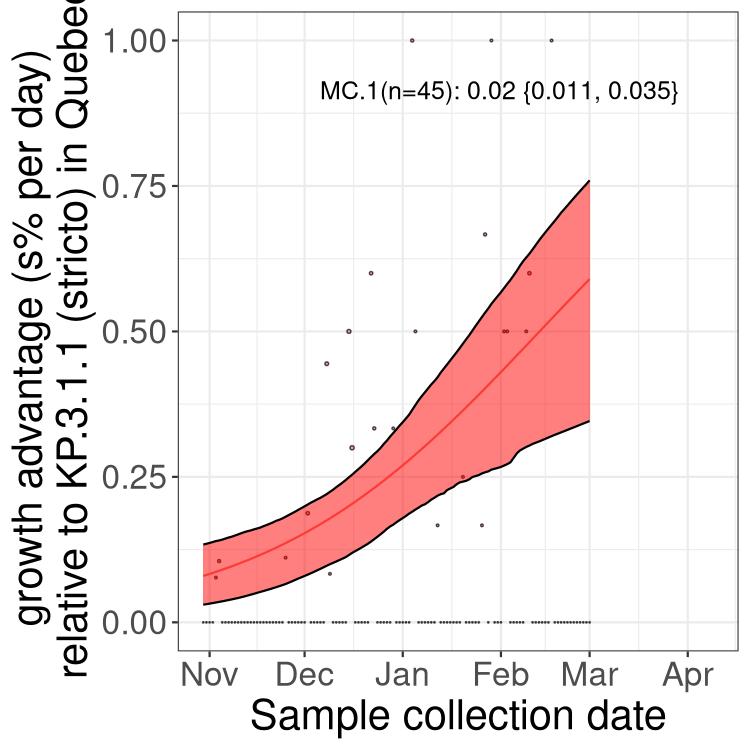 growth advantage (s% per day)
relative to KP.3.1.1 (stricto) in Quebec
1.00
0.75
0.50
0.25
0.00
MC.1(n=45): 0.02 {0.011, 0.035}
Nov Dec Jan Feb Mar Apr
Sample collection date